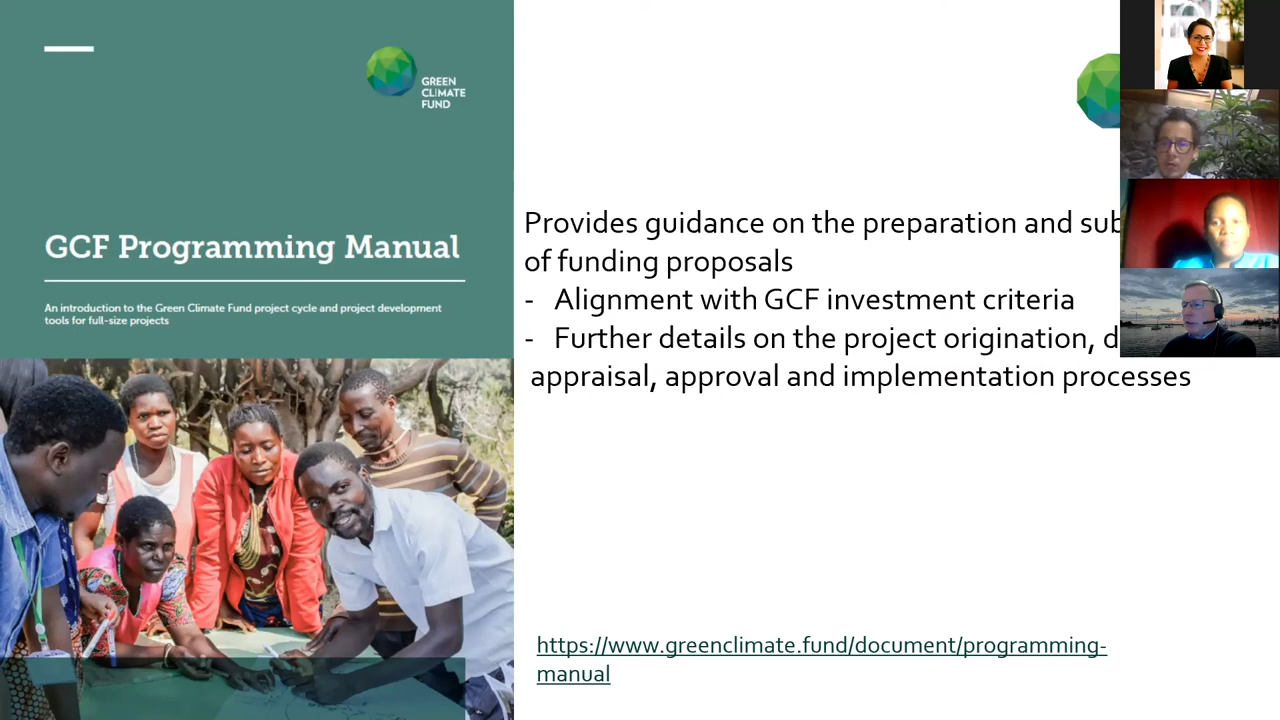 GREEN
CLIMATE
FUND
GCF Programming Manual
An introduction to the Green Climate Fund project cycle and project development
tools for full-size projects
Provides guidance on the preparation and
of funding proposals
- Alignment with GCF investment criteria
- Further details on the project origination,
appraisal, approval and implementation processes
https://www.greenclimate.fund/document/programming-
manual